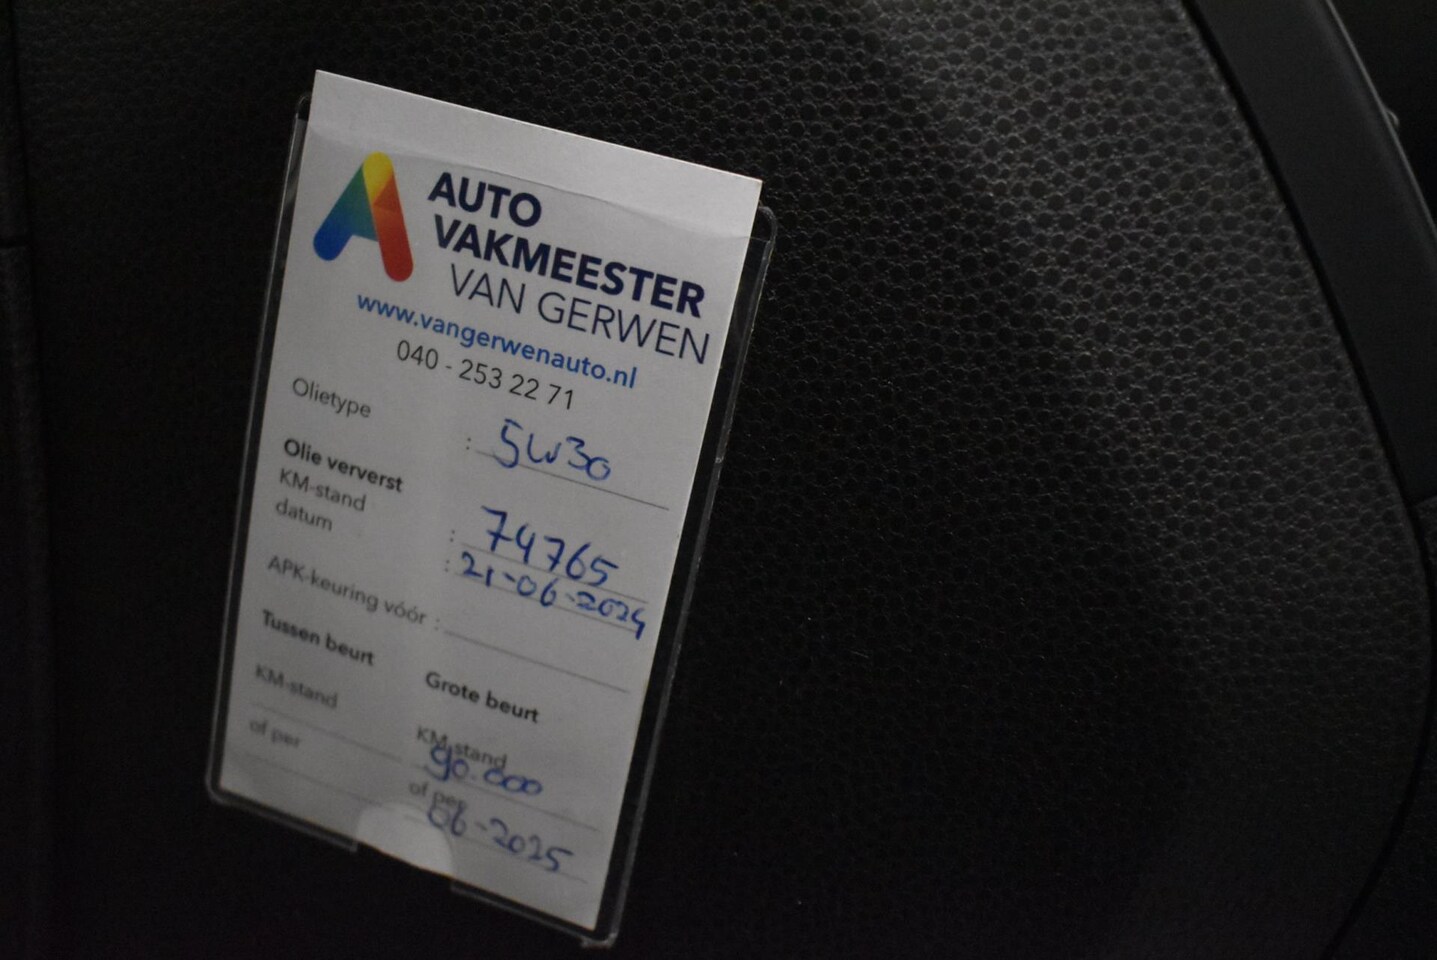 AUTO
VAKMEESTER
VAN GERWEN
www.vangerwenauto.nl
040 - 253 22 71
Olietype : 5W30
Olie ververst
KM-stand : 74765
datum : 21-06-2024
APK-keuring vóór :
Tussen beurt
Grote beurt
KM-stand
KM-stand
90.000
of per
of per
06-2025